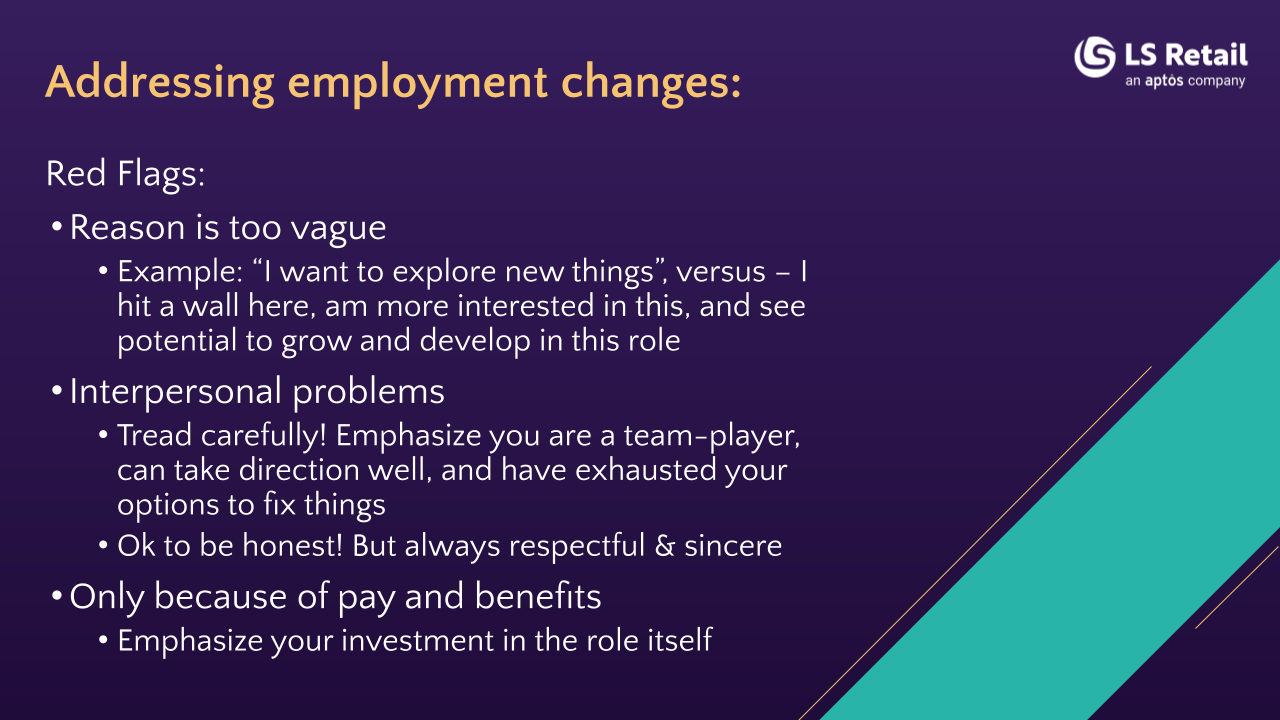 LS Retail
an aptos company
Addressing employment changes:
Red Flags:
•Reason is too vague
• Example: “I want to explore new things”, versus – I
hit a wall here, am more interested in this, and see
potential to grow and develop in this role
•Interpersonal problems
• Tread carefully! Emphasize you are a team-player,
can take direction well, and have exhausted your
options to fix things
• Ok to be honest! But always respectful & sincere
•Only because of pay and benefits
• Emphasize your investment in the role itself